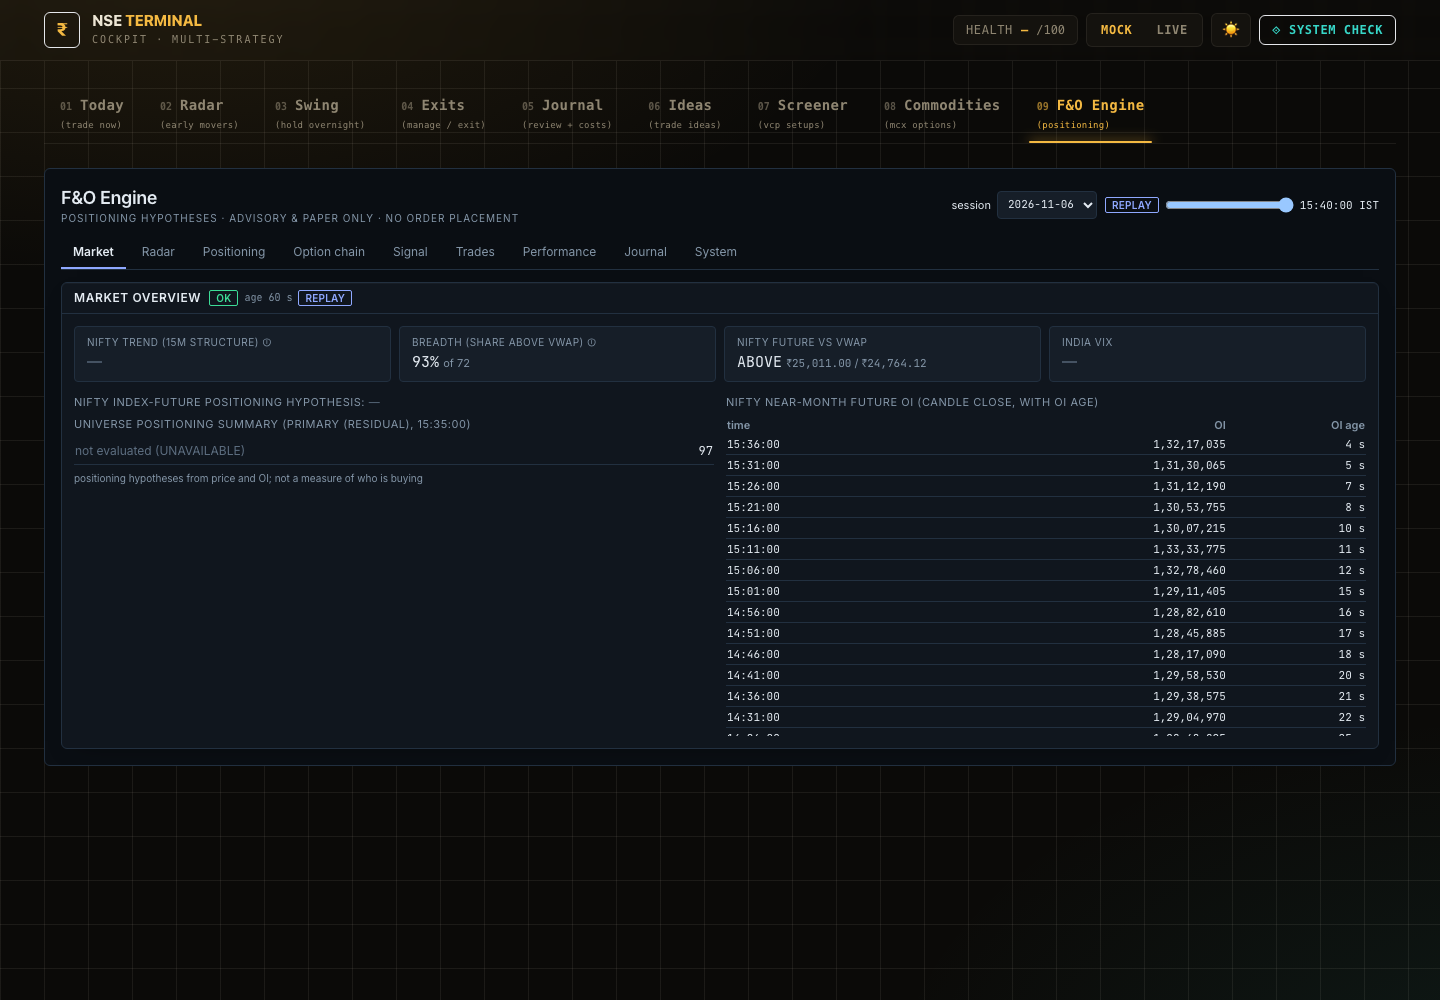 ₹ NSE TERMINAL
COCKPIT · MULTI-STRATEGY
HEALTH — /100
MOCK LIVE
SYSTEM CHECK
01 Today
(trade now)
02 Radar
(early movers)
03 Swing
(hold overnight)
04 Exits
(manage / exit)
05 Journal
(review + costs)
06 Ideas
(trade ideas)
07 Screener
(vcp setups)
08 Commodities
(mcx options)
09 F&O Engine
(positioning)
F&O Engine
POSITIONING HYPOTHESES · ADVISORY & PAPER ONLY · NO ORDER PLACEMENT
session 2026-11-06 REPLAY 15:40:00 IST
Market Radar Positioning Option chain Signal Trades Performance Journal System
MARKET OVERVIEW OK age 60 s REPLAY
NIFTY TREND (15M STRUCTURE)
—
BREADTH (SHARE ABOVE VWAP)
93% of 72
NIFTY FUTURE VS VWAP
ABOVE ₹25,011.00 / ₹24,764.12
INDIA VIX
—
NIFTY INDEX-FUTURE POSITIONING HYPOTHESIS: —
UNIVERSE POSITIONING SUMMARY (PRIMARY (RESIDUAL), 15:35:00)
not evaluated (UNAVAILABLE) 97
positioning hypotheses from price and OI; not a measure of who is buying
NIFTY NEAR-MONTH FUTURE OI (CANDLE CLOSE, WITH OI AGE)
time OI OI age
15:36:00 1,32,17,035 4 s
15:31:00 1,31,30,065 5 s
15:26:00 1,31,12,190 7 s
15:21:00 1,30,53,755 8 s
15:16:00 1,30,07,215 10 s
15:11:00 1,33,33,775 11 s
15:06:00 1,32,78,460 12 s
15:01:00 1,29,11,405 15 s
14:56:00 1,28,82,610 16 s
14:51:00 1,28,45,885 17 s
14:46:00 1,28,17,090 18 s
14:41:00 1,29,58,530 20 s
14:36:00 1,29,38,575 21 s
14:31:00 1,29,04,970 22 s